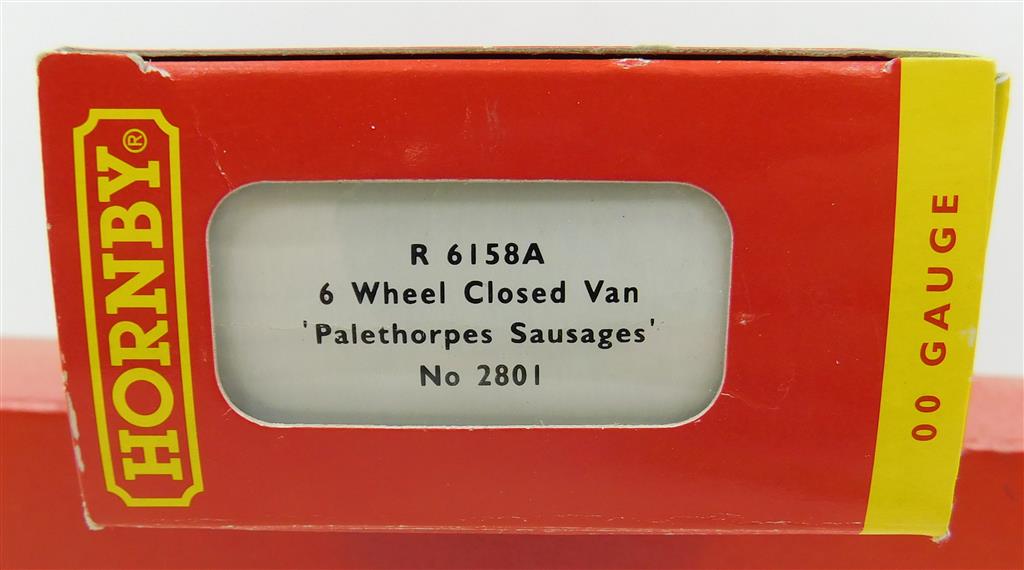 HORNBY®
R 6158A
6 Wheel Closed Van
'Palethorpes Sausages'
No 2801
00 GAUGE